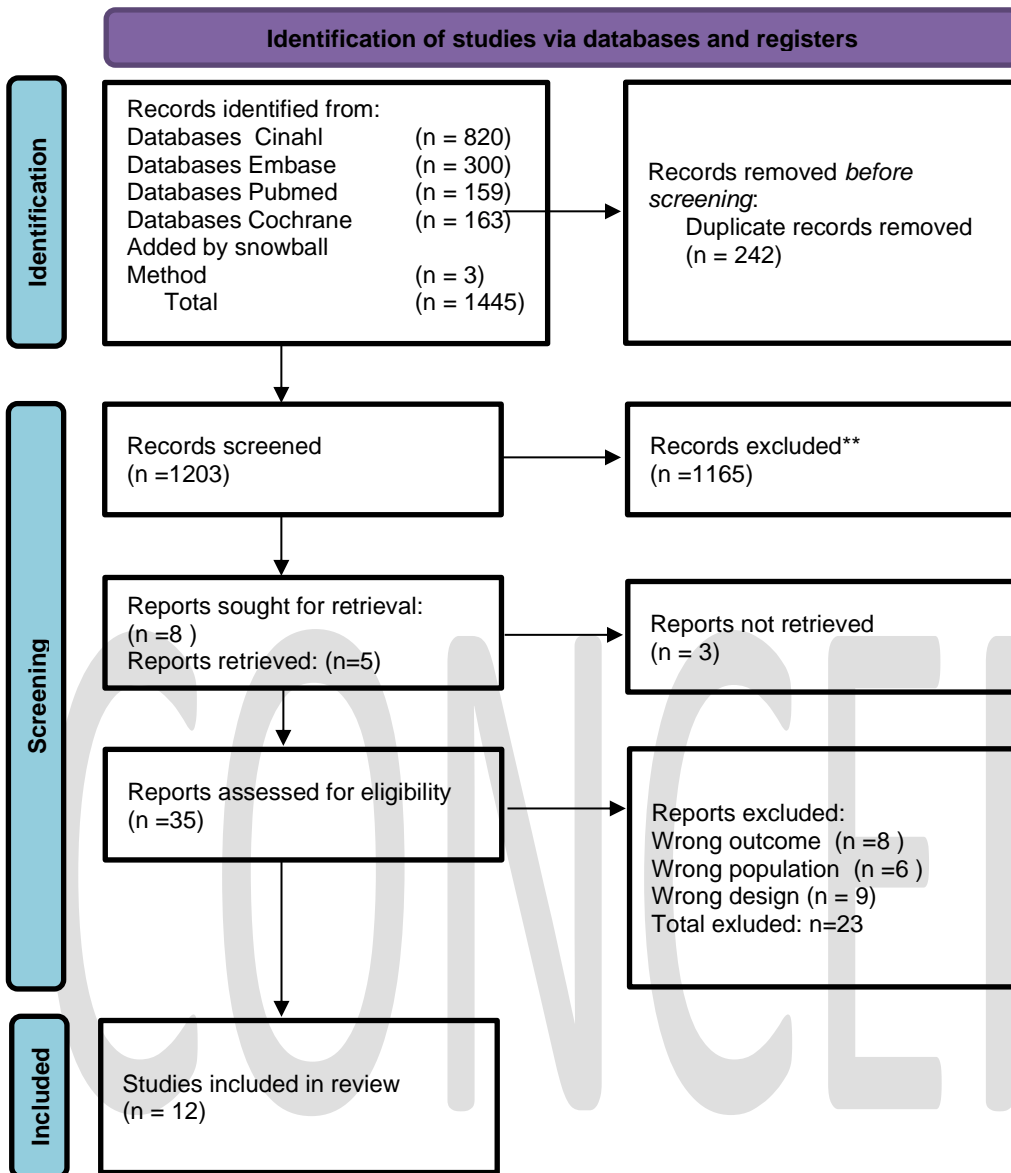 Identification of studies via databases and registers
Identification
Records identified from:
Databases Cinahl (n = 820)
Databases Embase (n = 300)
Databases Pubmed (n = 159)
Databases Cochrane (n = 163)
Added by snowball
Method (n = 3)
Total (n = 1445)
Records removed before
screening:
Duplicate records removed
(n = 242)
Screening
Records screened
(n =1203)
Records excluded**
(n =1165)
Reports sought for retrieval:
(n =8 )
Reports retrieved: (n=5)
Reports not retrieved
(n = 3)
Reports assessed for eligibility
(n =35)
Reports excluded:
Wrong outcome (n =8 )
Wrong population (n =6 )
Wrong design (n = 9)
Total exluded: n=23
Included
Studies included in review
(n = 12)